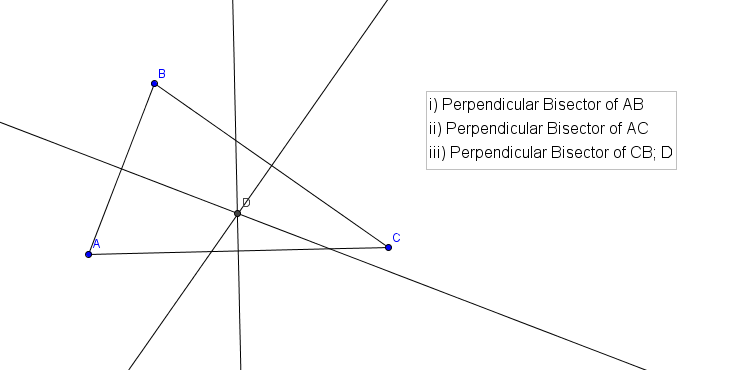 B
i) Perpendicular Bisector of AB
ii) Perpendicular Bisector of AC
iii) Perpendicular Bisector of CB; D
D
A
C